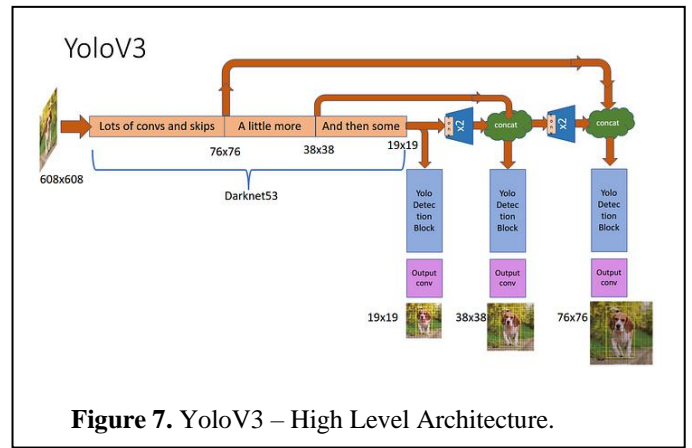 YoloV3
Lots of convs and skips
A little more
And then some
x2
concat
x2
concat
76x76
38x38
19x19
608x608
Darknet53
Yolo
Detec
tion
Block
Yolo
Detec
tion
Block
Yolo
Detec
tion
Block
Output
conv
Output
conv
Output
conv
19x19
38x38
76x76
Figure 7. YoloV3 – High Level Architecture.